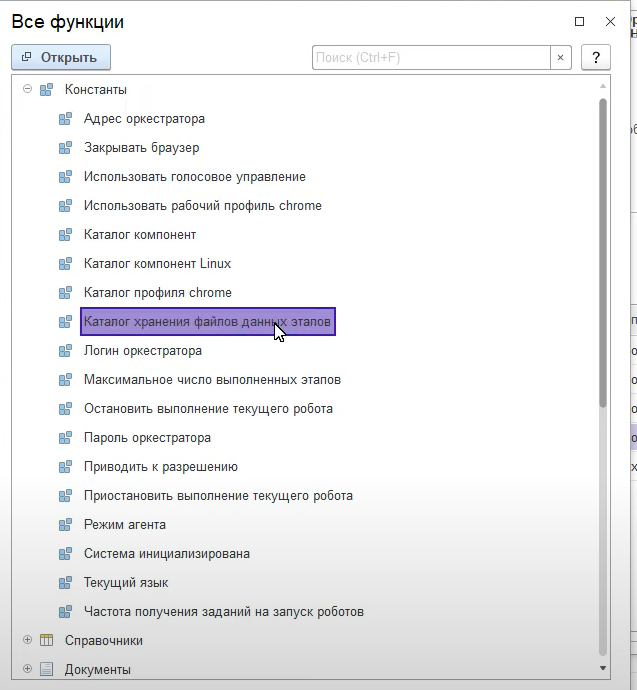 Все функции
Открыть
Поиск (Ctrl+F)
×
?
Константы
Адрес оркестратора
Закрывать браузер
Использовать голосовое управление
Использовать рабочий профиль chrome
Каталог компонент
Каталог компонент Linux
Каталог профиля chrome
Каталог хранения файлов данных этапов
Логин оркестратора
Максимальное число выполненных этапов
Остановить выполнение текущего робота
Пароль оркестратора
Приводить к разрешению
Приостановить выполнение текущего робота
Режим агента
Система инициализирована
Текущий язык
Частота получения заданий на запуск роботов
Справочники
Документы